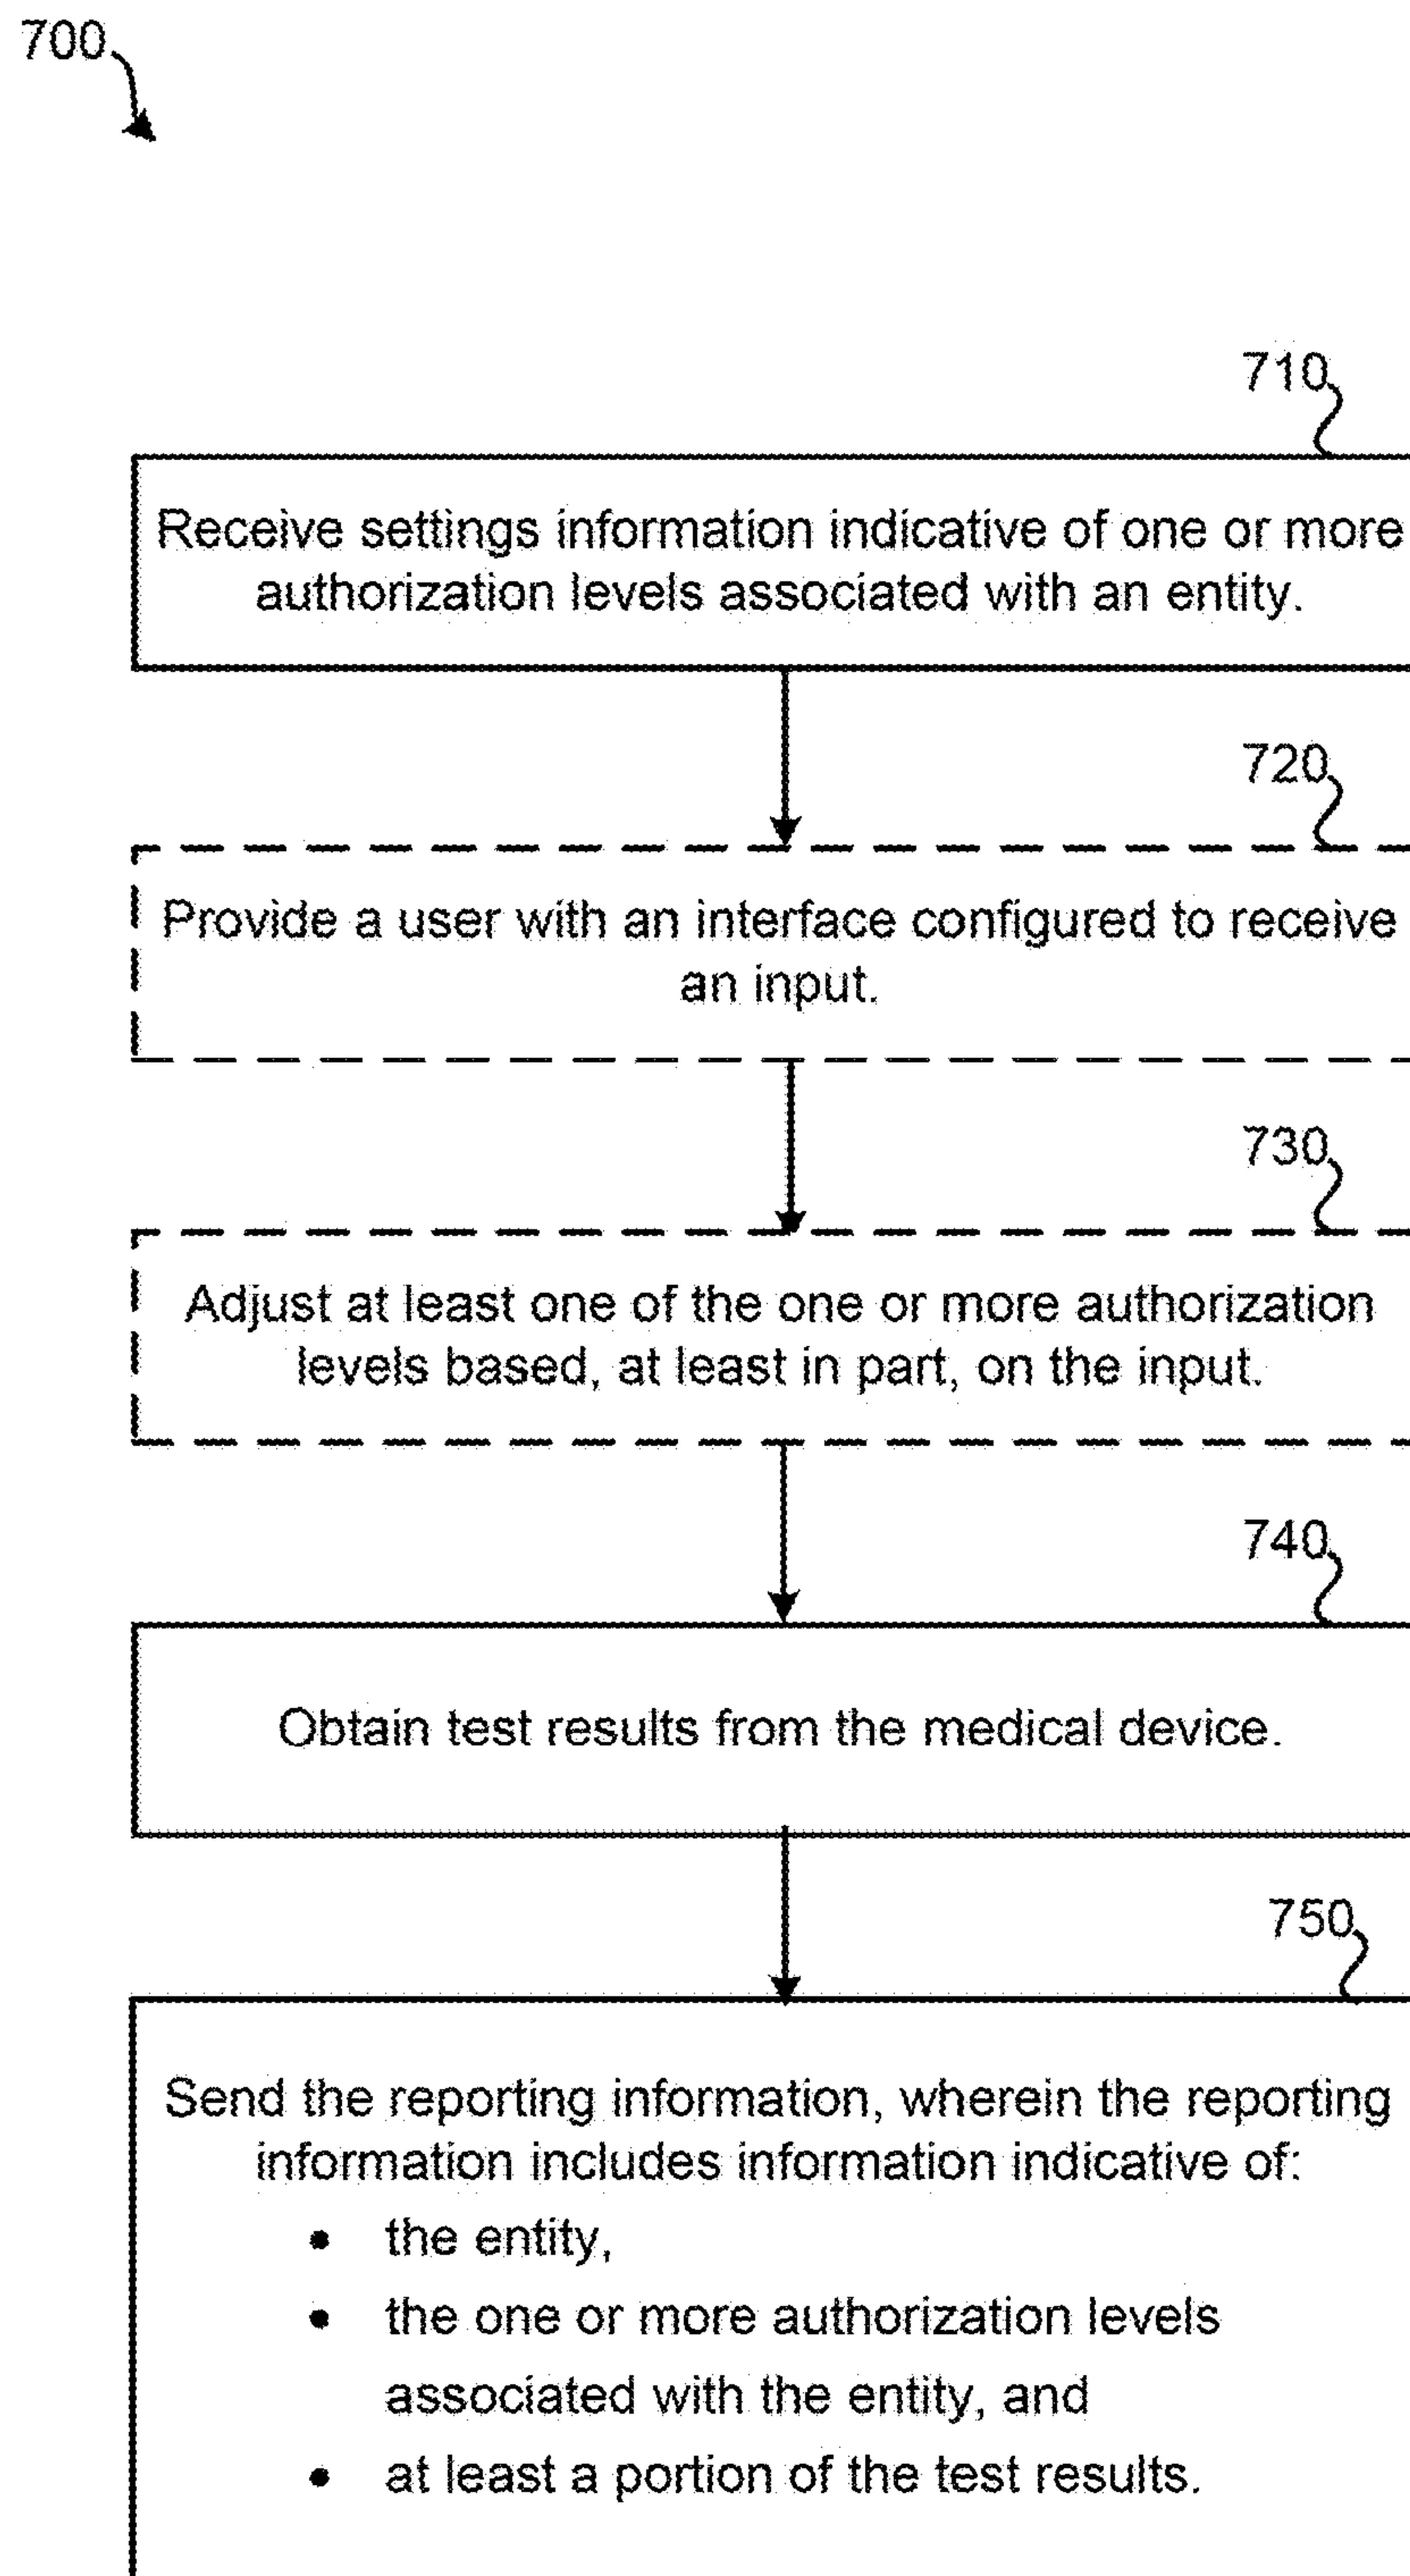 700
710
Receive settings information indicative of one or more
authorization levels associated with an entity.
720
Provide a user with an interface configured to receive
an input.
730
Adjust at least one of the one or more authorization
levels based, at least in part, on the input.
740
Obtain test results from the medical device.
750
Send the reporting information, wherein the reporting
information includes information indicative of:
• the entity,
• the one or more authorization levels
associated with the entity, and
• at least a portion of the test results.